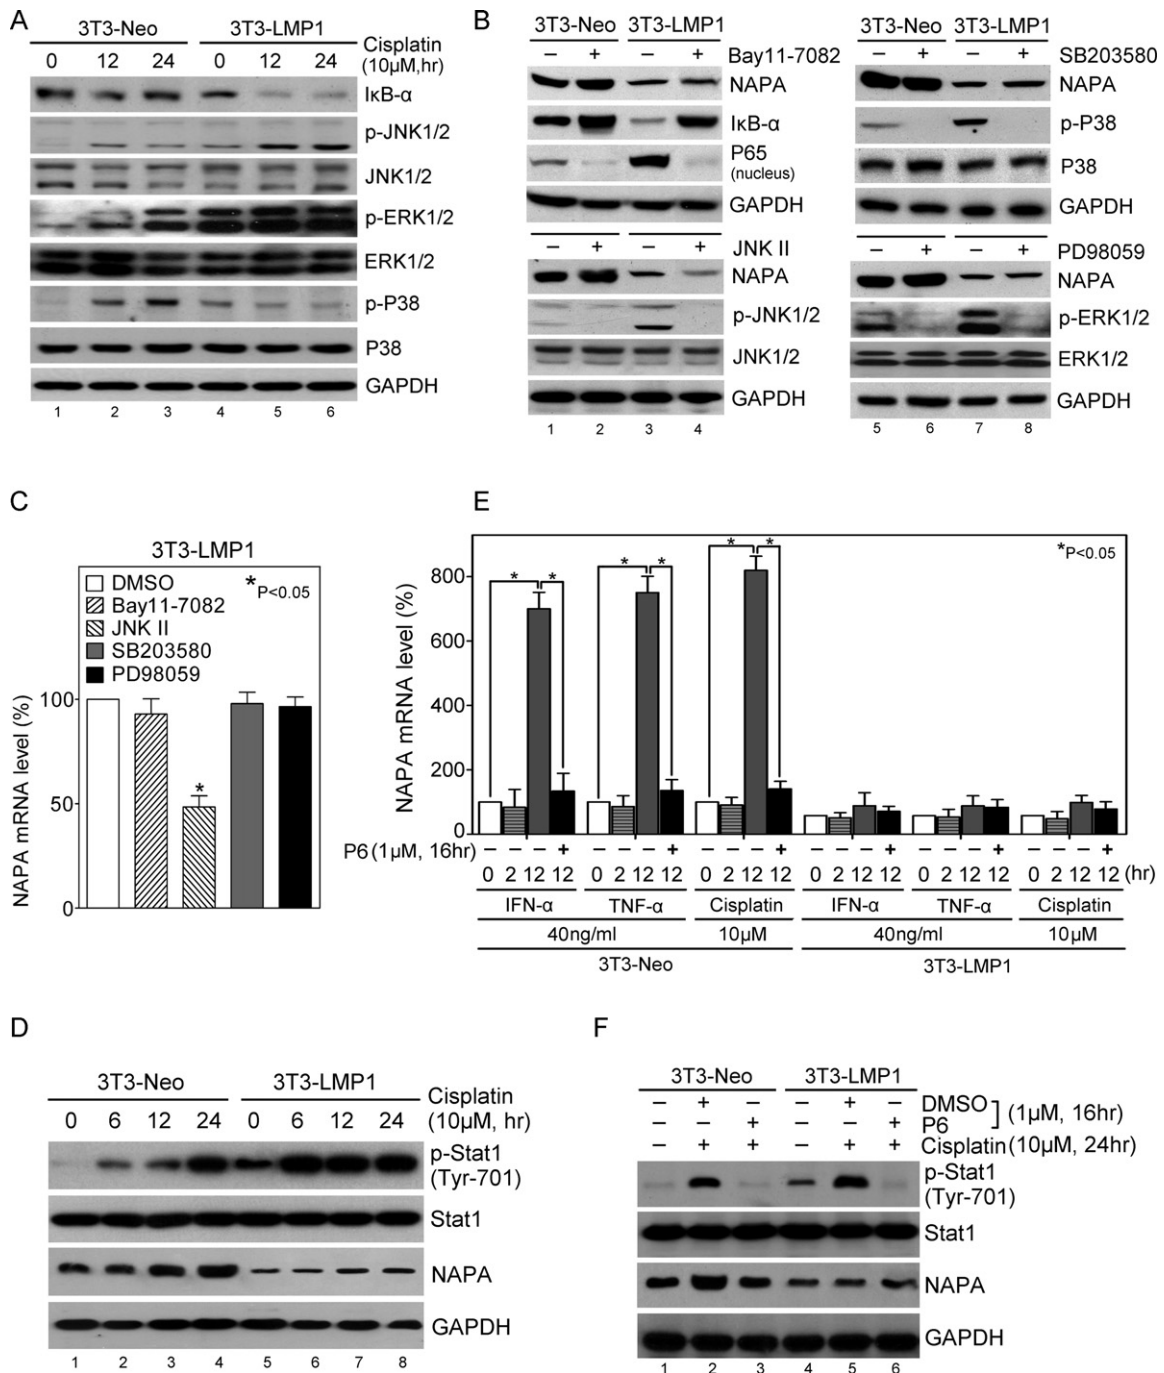 A
3T3-Neo 3T3-LMP1
0 12 24 0 12 24 Cisplatin
(10µM,hr)
IκB-α
p-JNK1/2
JNK1/2
p-ERK1/2
ERK1/2
p-P38
P38
GAPDH
1 2 3 4 5 6
B
3T3-Neo 3T3-LMP1
– + – + Bay11-7082
NAPA
IκB-α
P65
(nucleus)
GAPDH
– + – + JNK II
NAPA
p-JNK1/2
JNK1/2
GAPDH
1 2 3 4
3T3-Neo 3T3-LMP1
– + – + SB203580
NAPA
p-P38
P38
GAPDH
– + – + PD98059
NAPA
p-ERK1/2
ERK1/2
GAPDH
5 6 7 8
C
3T3-LMP1
DMSO
*P<0.05
Bay11-7082
JNK II
SB203580
PD98059
NAPA mRNA level (%)
100
50
0
*
E
*P<0.05
NAPA mRNA level (%)
800
600
400
200
0
* * * * * *
P6 (1µM, 16hr) – – – + – – – + – – – + – – – + – – – + – – – +
0 2 12 12 0 2 12 12 0 2 12 12 0 2 12 12 0 2 12 12 0 2 12 12 (hr)
IFN-α TNF-α Cisplatin IFN-α TNF-α Cisplatin
40ng/ml 10µM 40ng/ml 10µM
3T3-Neo 3T3-LMP1
D
3T3-Neo 3T3-LMP1
0 6 12 24 0 6 12 24 Cisplatin
(10µM, hr)
p-Stat1
(Tyr-701)
Stat1
NAPA
GAPDH
1 2 3 4 5 6 7 8
F
3T3-Neo 3T3-LMP1
– + – – + – DMSO
– – + – – + P6
(1µM, 16hr)
– + + – + + Cisplatin (10µM, 24hr)
p-Stat1
(Tyr-701)
Stat1
NAPA
GAPDH
1 2 3 4 5 6